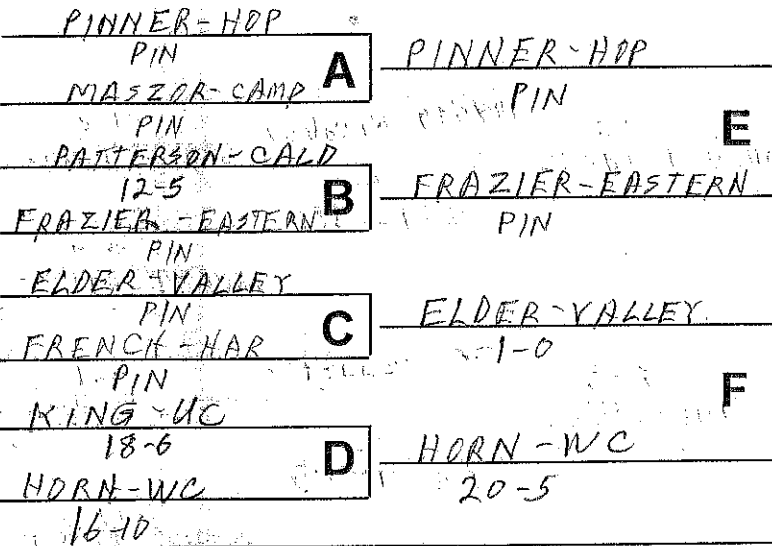 PINNER-HOP
PIN
A
MASZOR-CAMP
PINNER-HOP
PIN
PIN
E
PATTERSON-CALD
12-5
B
FRAZIER-EASTERN
FRAZIER-EASTERN
PIN
PIN
ELDER-VALLEY
PIN
C
ELDER-VALLEY
FRENCH-HAR
1-0
PIN
F
KING-UC
18-6
D
HORN-WC
HORN-WC
20-5
16-10